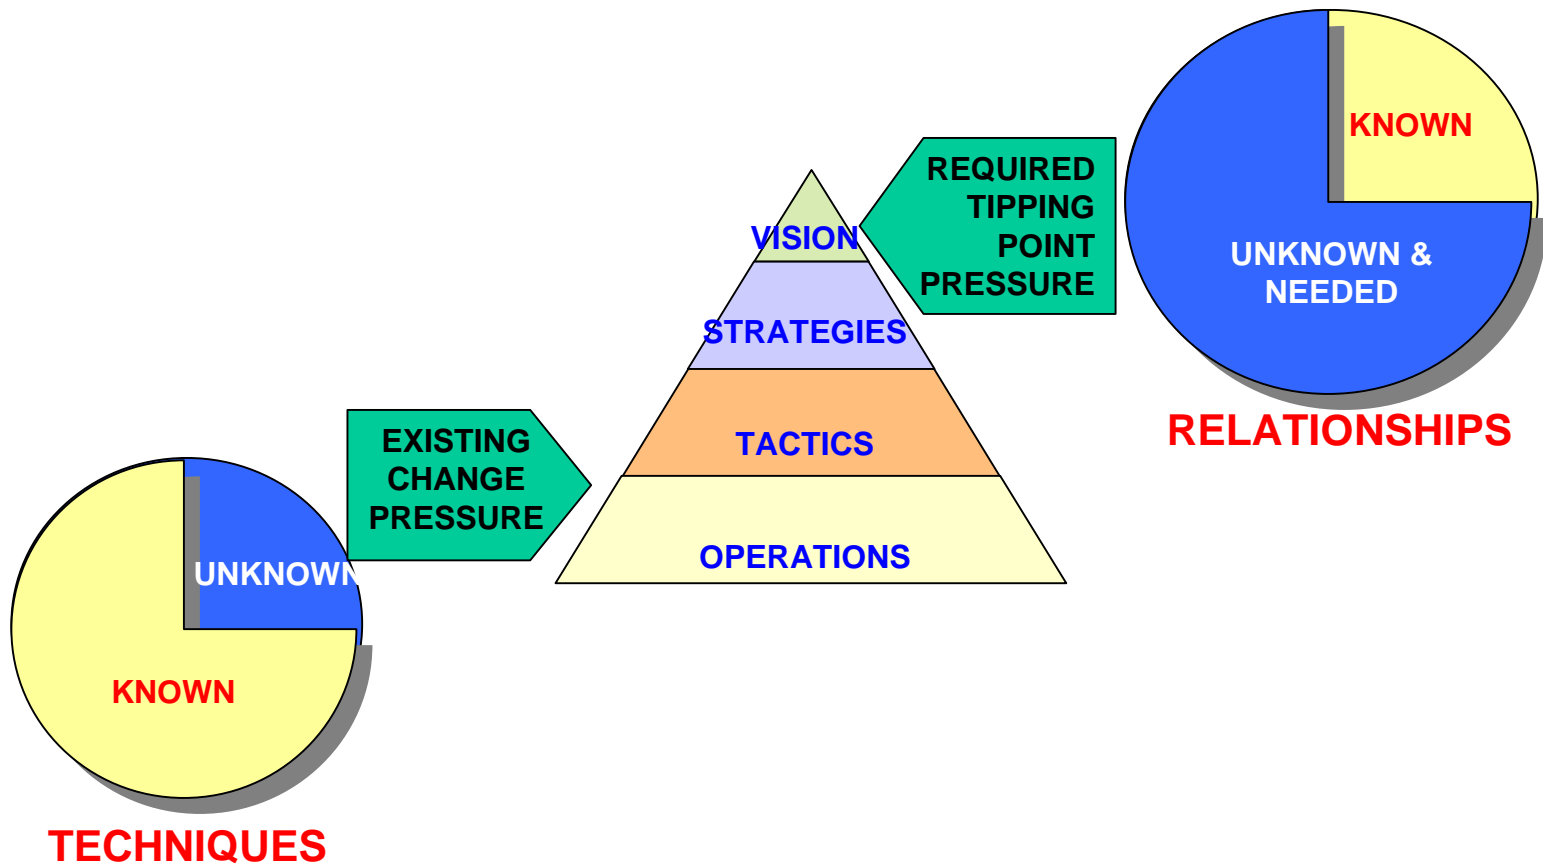 KNOWN
UNKNOWN &
NEEDED
RELATIONSHIPS
REQUIRED
TIPPING
POINT
PRESSURE
VISION
STRATEGIES
TACTICS
OPERATIONS
EXISTING
CHANGE
PRESSURE
UNKNOWN
KNOWN
TECHNIQUES